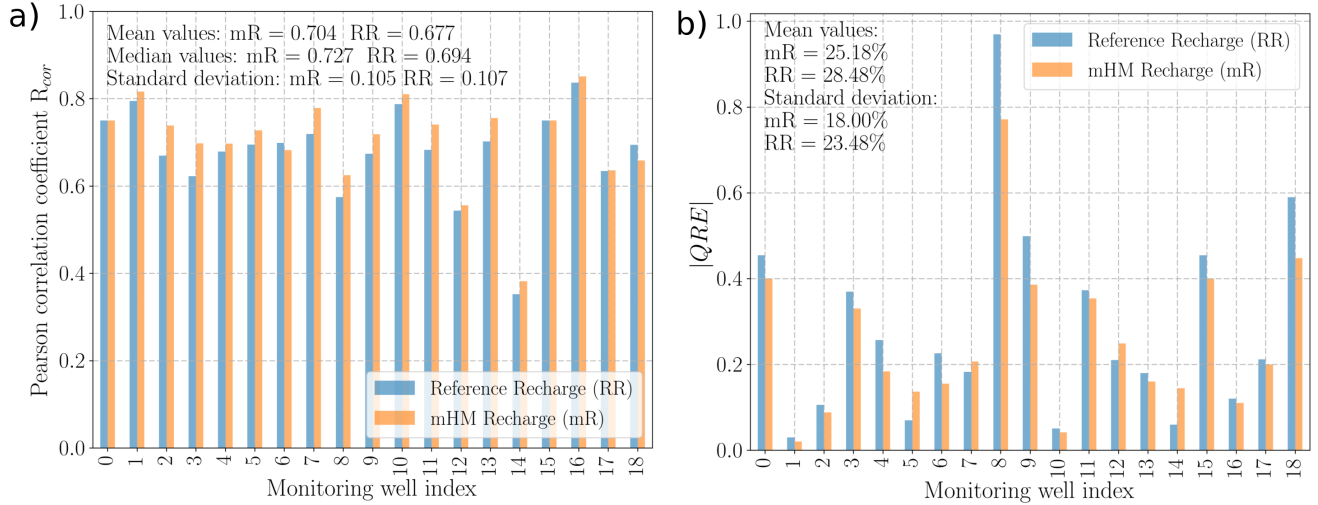 a)
Mean values: mR = 0.704 RR = 0.677
Median values: mR = 0.727 RR = 0.694
Standard deviation: mR = 0.105 RR = 0.107
Pearson correlation coefficient R_cor
1.0
0.8
0.6
0.4
0.2
0.0
Reference Recharge (RR)
mHM Recharge (mR)
0 1 2 3 4 5 6 7 8 9 10 11 12 13 14 15 16 17 18
Monitoring well index
b)
Mean values:
mR = 25.18%
RR = 28.48%
Standard deviation:
mR = 18.00%
RR = 23.48%
Reference Recharge (RR)
mHM Recharge (mR)
|QRE|
1.0
0.8
0.6
0.4
0.2
0.0
0 1 2 3 4 5 6 7 8 9 10 11 12 13 14 15 16 17 18
Monitoring well index